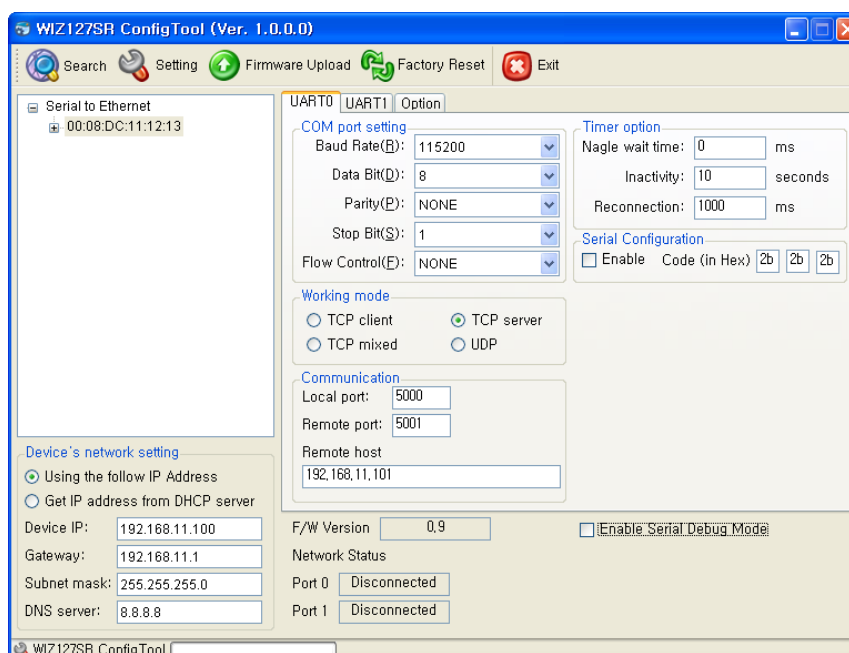 WIZ127SR ConfigTool (Ver. 1.0.0.0)
Search Setting Firmware Upload Factory Reset Exit
Serial to Ethernet
00:08:DC:11:12:13
UART0 UART1 Option
COM port setting
Baud Rate(R): 115200
Data Bit(D): 8
Parity(P): NONE
Stop Bit(S): 1
Flow Control(F): NONE
Timer option
Nagle wait time: 0 ms
Inactivity: 10 seconds
Reconnection: 1000 ms
Serial Configuration
Enable Code (in Hex) 2b 2b 2b
Working mode
TCP client TCP server
TCP mixed UDP
Communication
Local port: 5000
Remote port: 5001
Remote host
192,168,11,101
Device's network setting
Using the follow IP Address
Get IP address from DHCP server
Device IP: 192.168.11.100
Gateway: 192.168.11.1
Subnet mask: 255.255.255.0
DNS server: 8.8.8.8
F/W Version 0,9
Enable Serial Debug Mode
Network Status
Port 0 Disconnected
Port 1 Disconnected
WIZ127SR ConfigTool